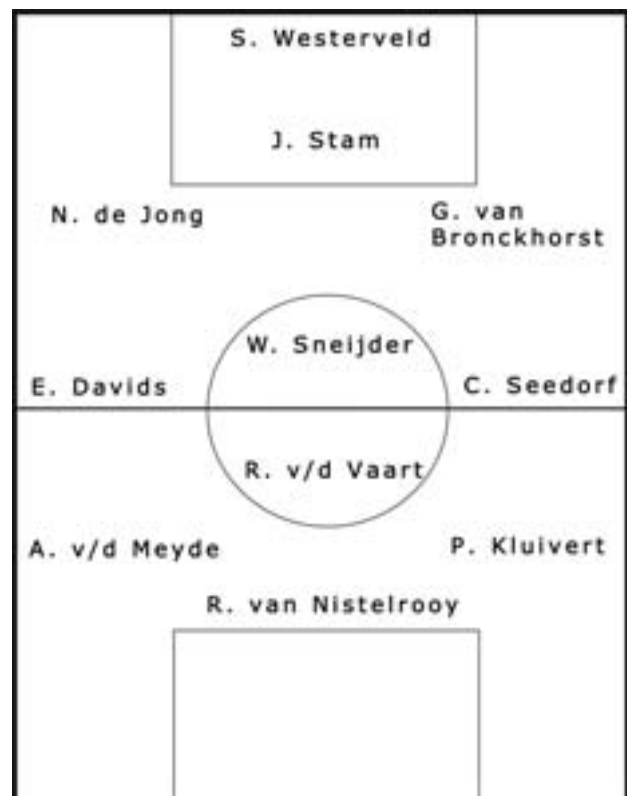 S. Westerveld
J. Stam
N. de Jong
G. van
Bronckhorst
W. Sneijder
E. Davids
C. Seedorf
R. v/d Vaart
A. v/d Meyde
P. Kluivert
R. van Nistelrooy